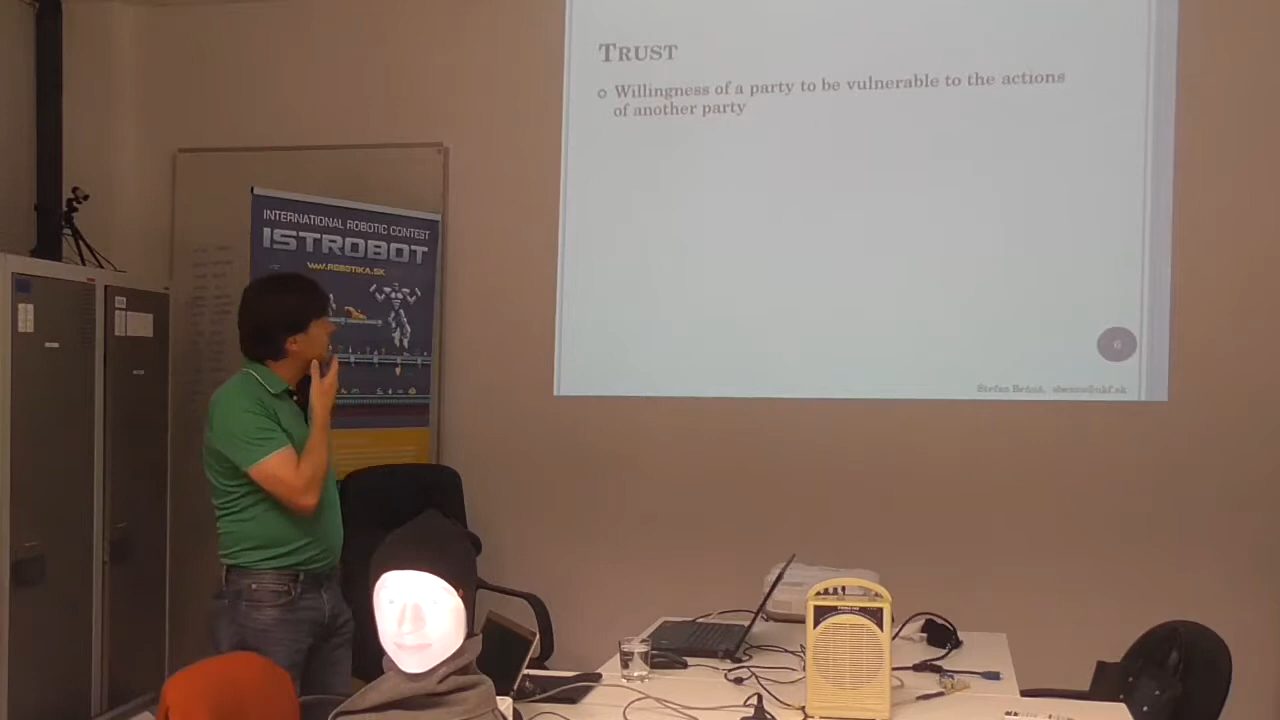 TRUST
Willingness of a party to be vulnerable to the actions
of another party
6
INTERNATIONAL ROBOTIC CONTEST
ISTROBOT
WWW.ROBOTIKA.SK